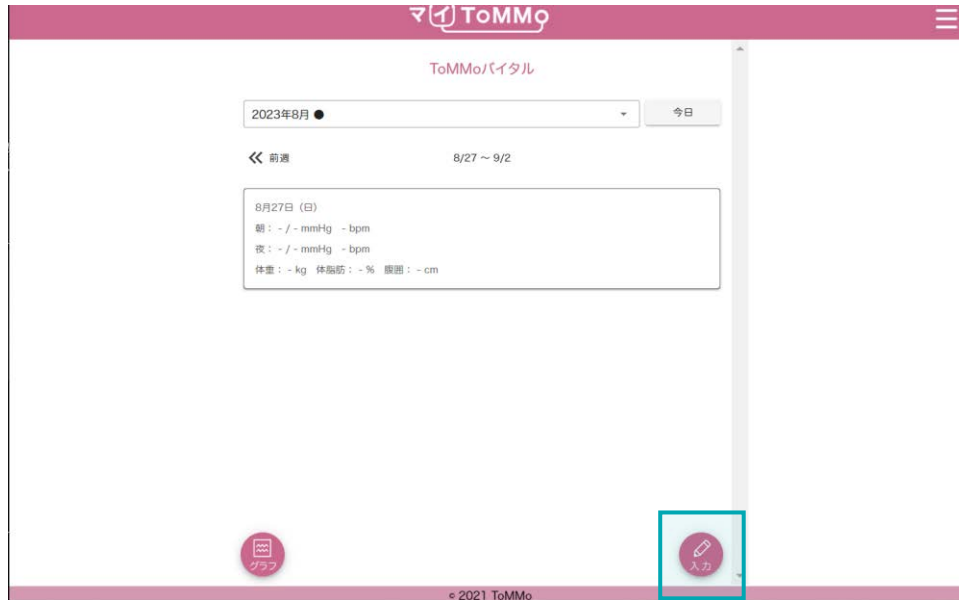 マイToMMo
ToMMoバイタル
2023年8月 ●
今日
前週
8/27 ～ 9/2
8月27日（日）
朝： - / - mmHg - bpm
夜： - / - mmHg - bpm
体重： - kg 体脂肪： - % 腹囲： - cm
グラフ
入力
© 2021 ToMMo